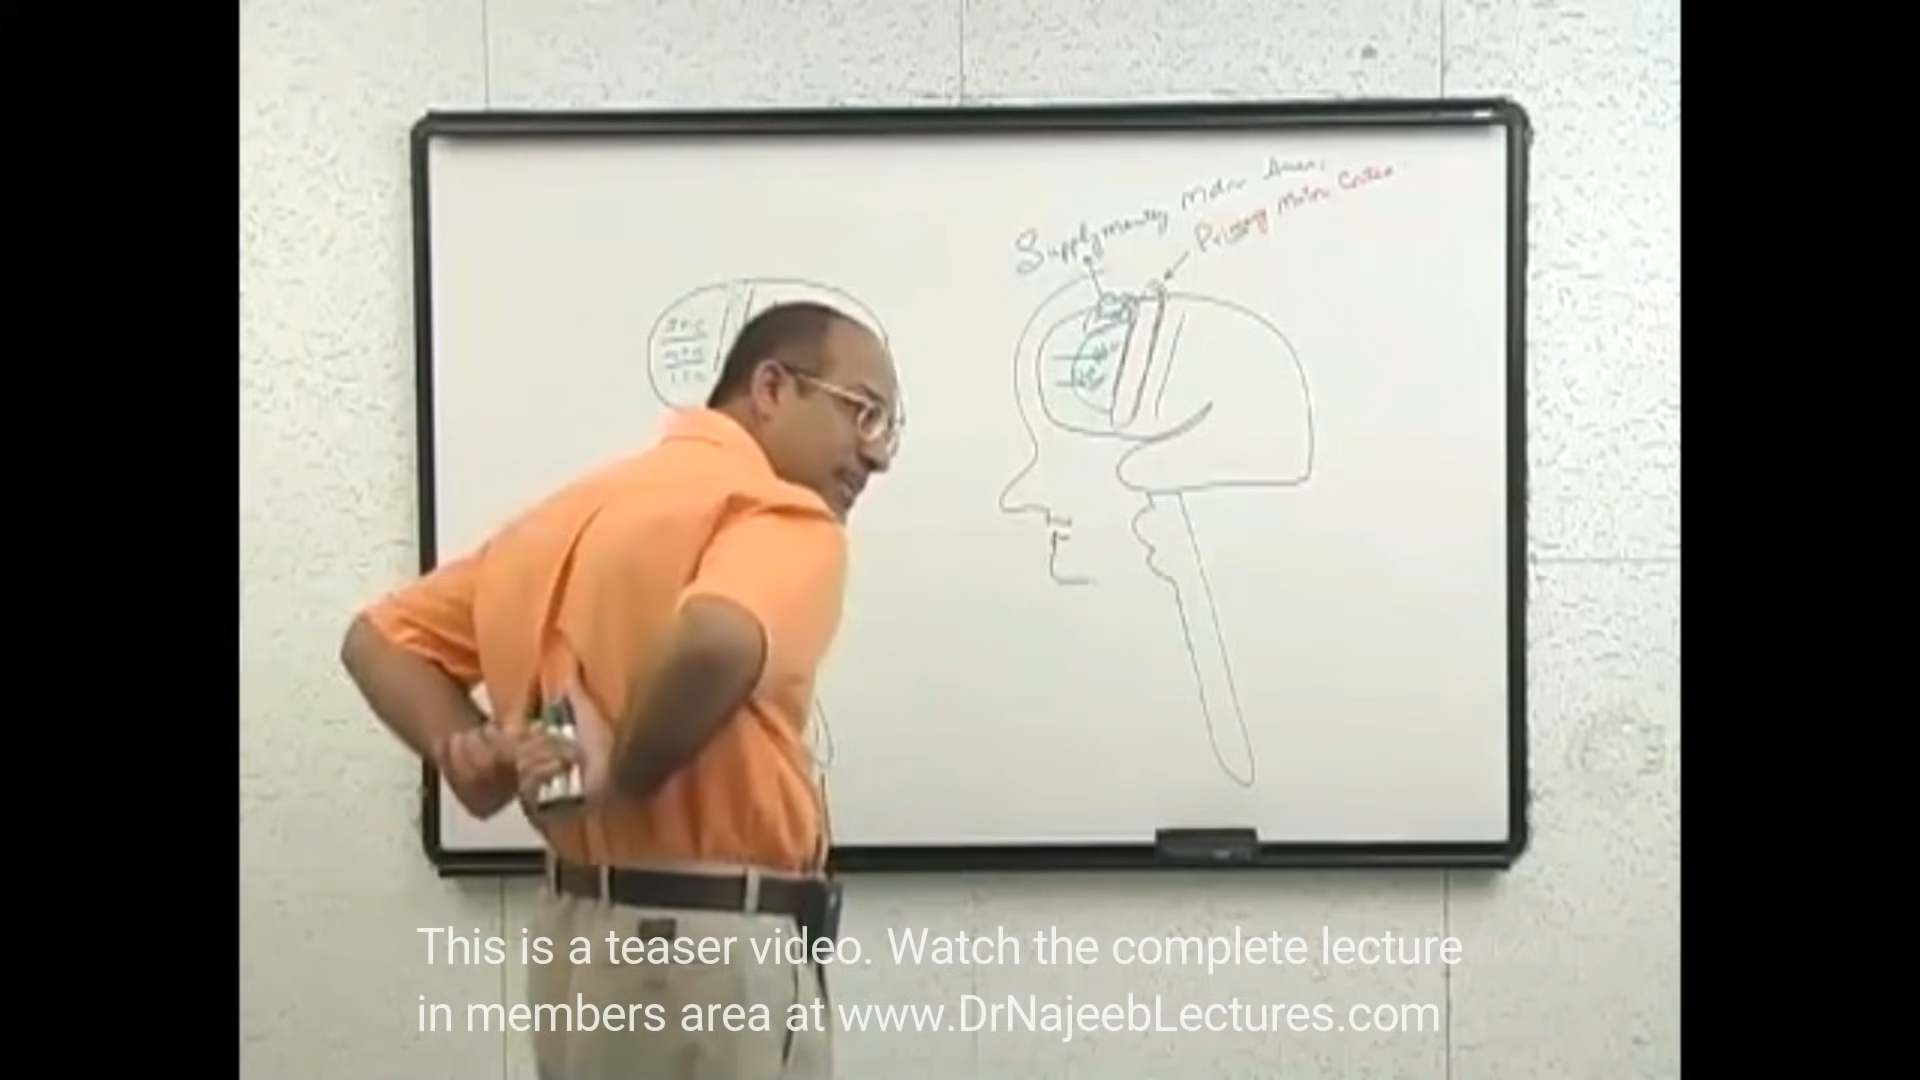 Supplymentry Motor Area.
Primary Motor Cortex
This is a teaser video. Watch the complete lecture
in members area at www.DrNajeebLectures.com